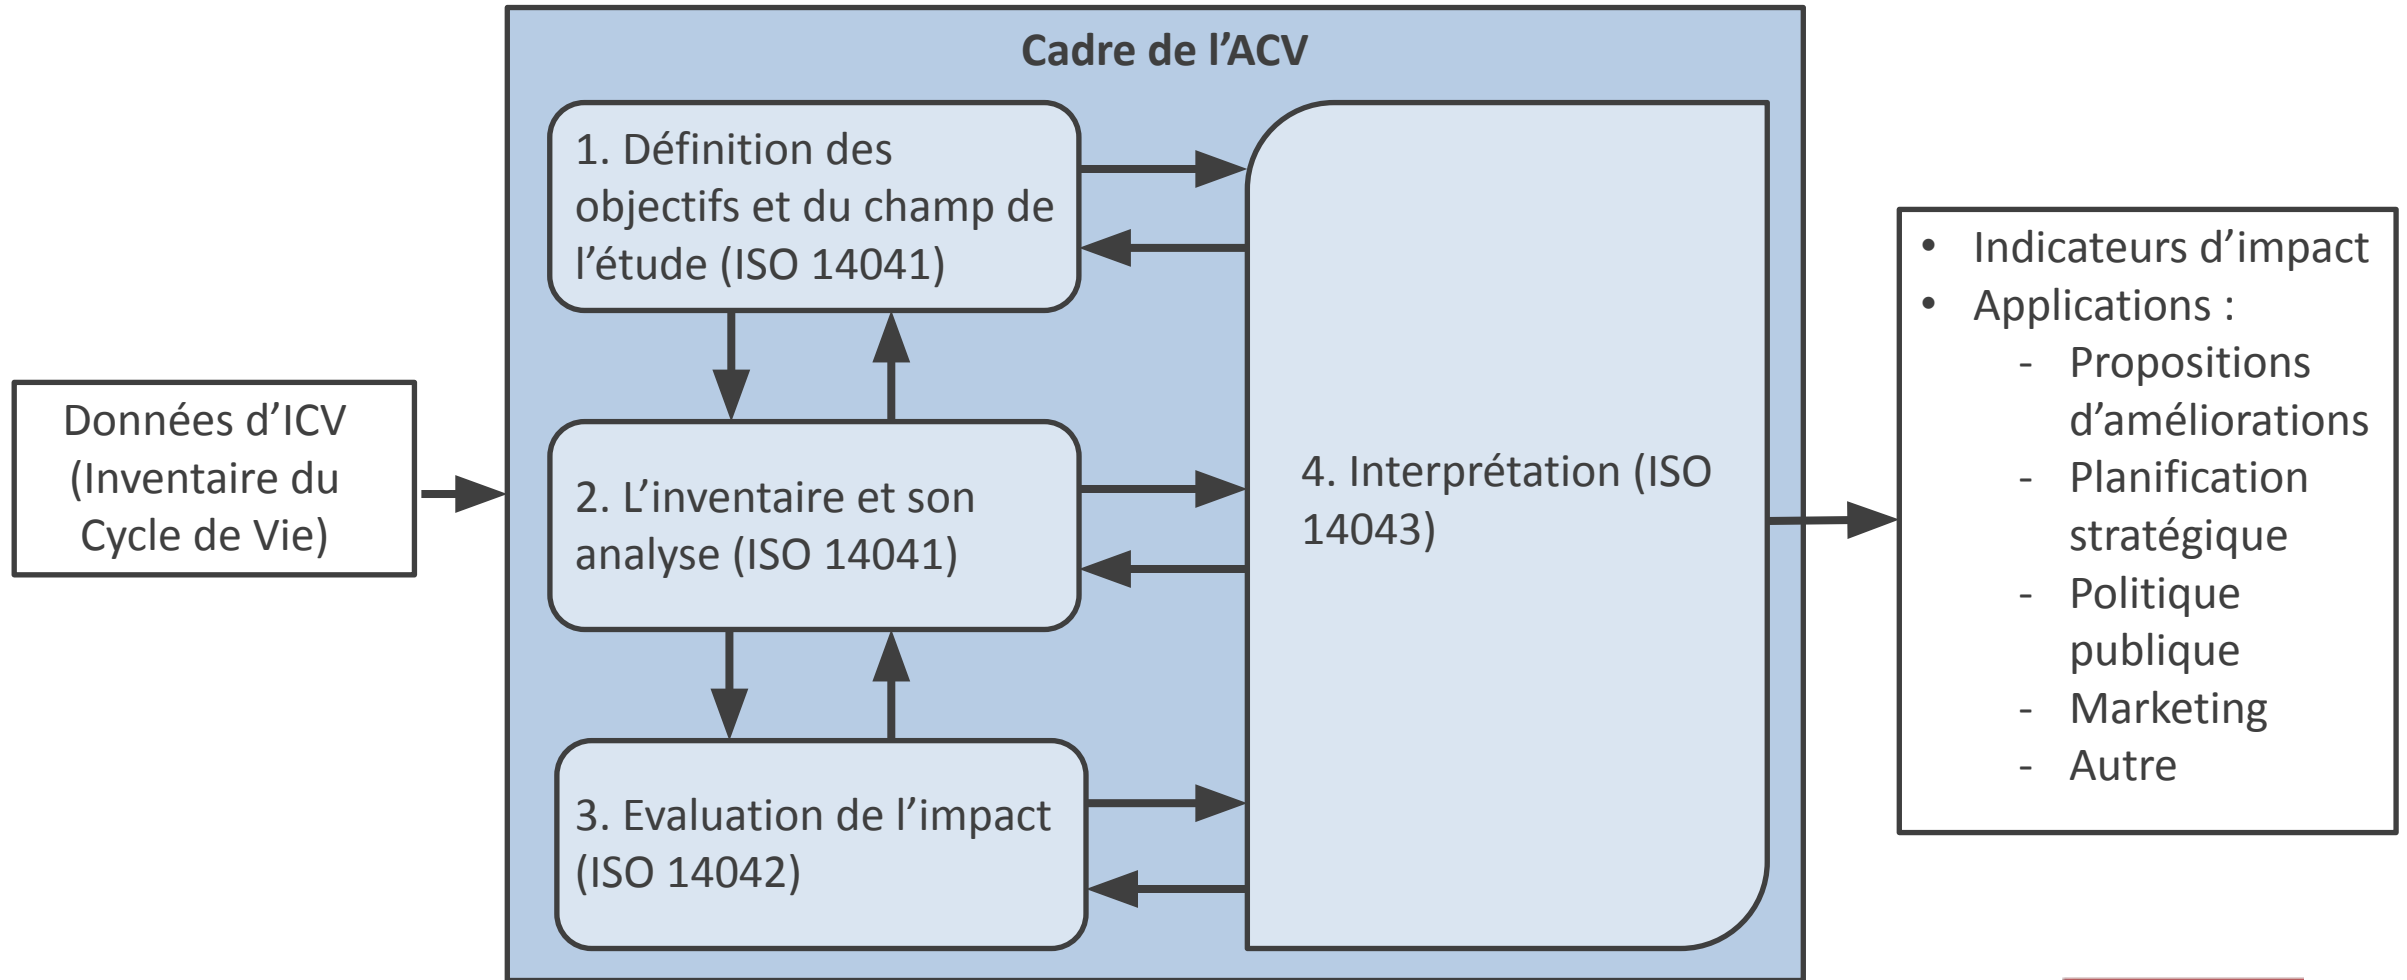 Cadre de l’ACV
1. Définition des
objectifs et du champ de
l’étude (ISO 14041)
Données d’ICV
(Inventaire du
Cycle de Vie)
2. L’inventaire et son
analyse (ISO 14041)
3. Evaluation de l’impact
(ISO 14042)
4. Interprétation (ISO
14043)
• Indicateurs d’impact
• Applications :
- Propositions
d’améliorations
- Planification
stratégique
- Politique
publique
- Marketing
- Autre